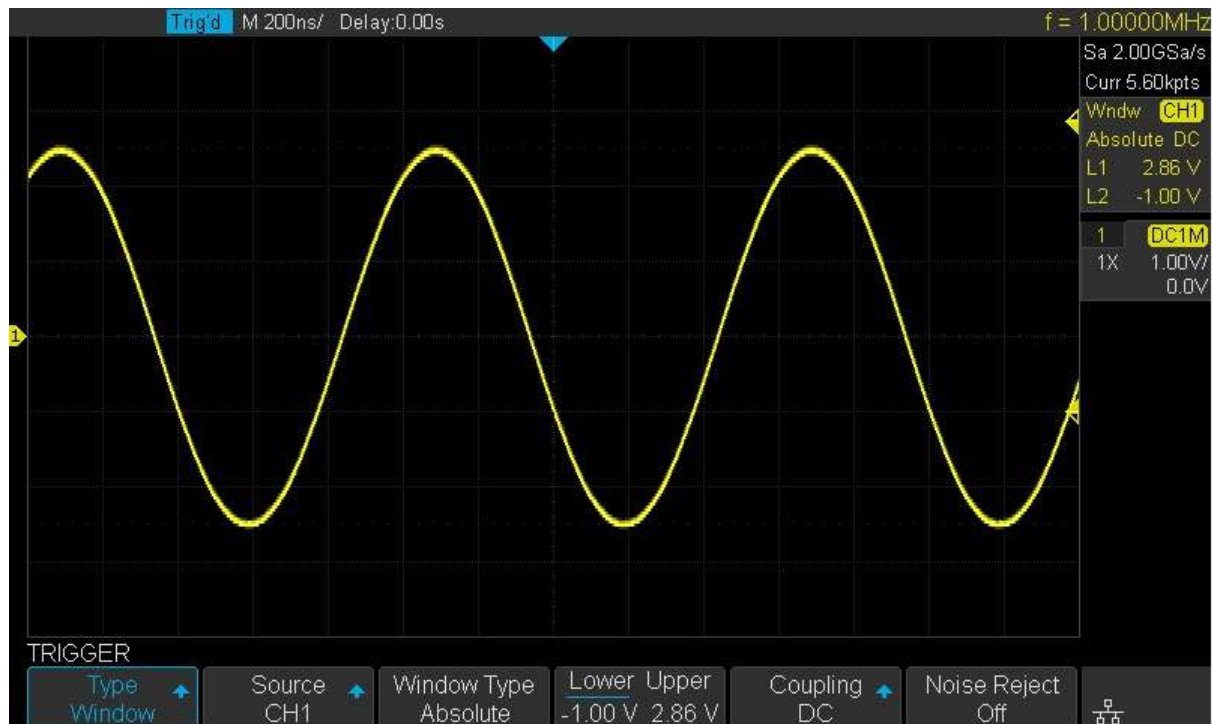 Trig'd M 200ns/ Delay:0.00s f = 1.00000MHz
Sa 2.00GSa/s
Curr 5.60kpts
Wndw CH1
Absolute DC
L1 2.86 V
L2 -1.00 V
1 DC1M
1X 1.00V/
0.0V
1
TRIGGER
Type Source Window Type Lower Upper Coupling Noise Reject
Window CH1 Absolute -1.00 V 2.86 V DC Off